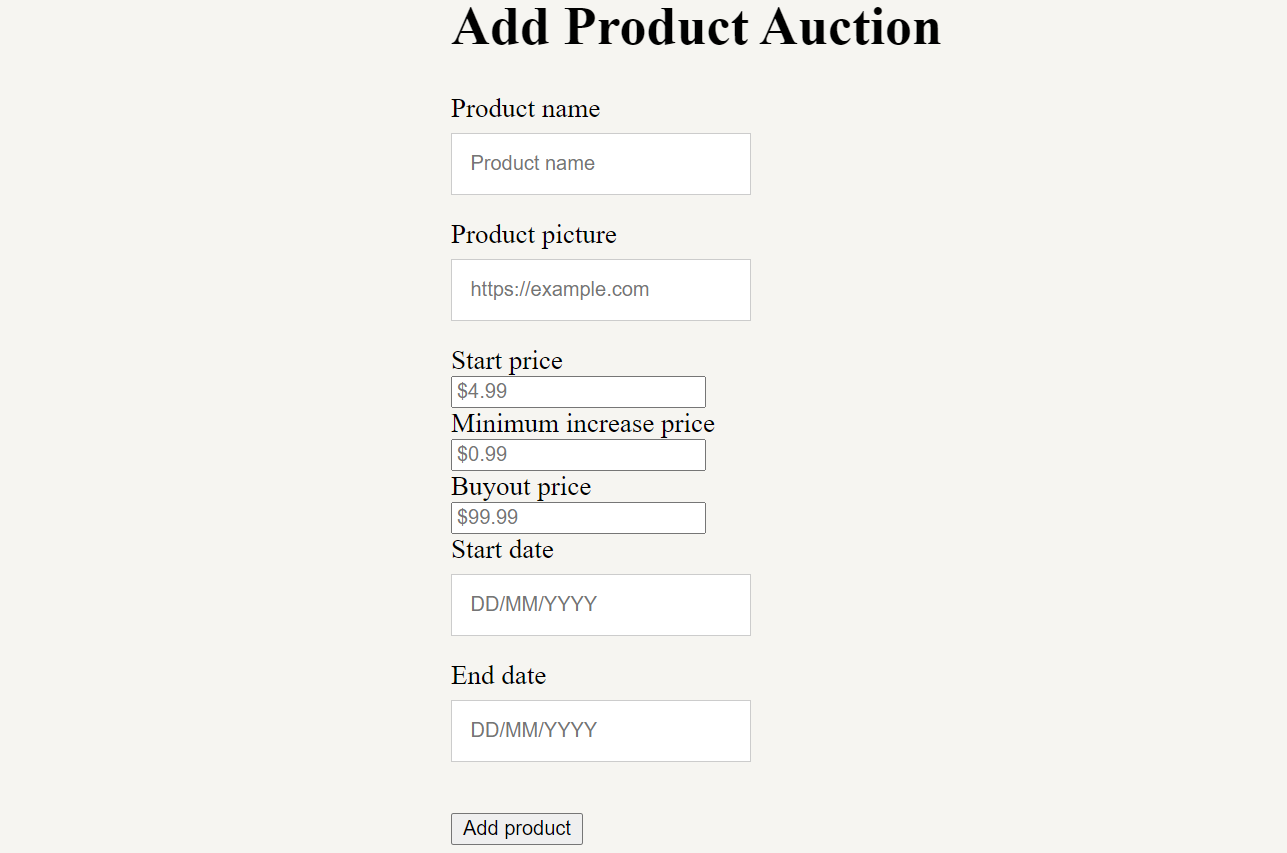 Add Product Auction
Product name
Product name
Product picture
https://example.com
Start price
$4.99
Minimum increase price
$0.99
Buyout price
$99.99
Start date
DD/MM/YYYY
End date
DD/MM/YYYY
Add product